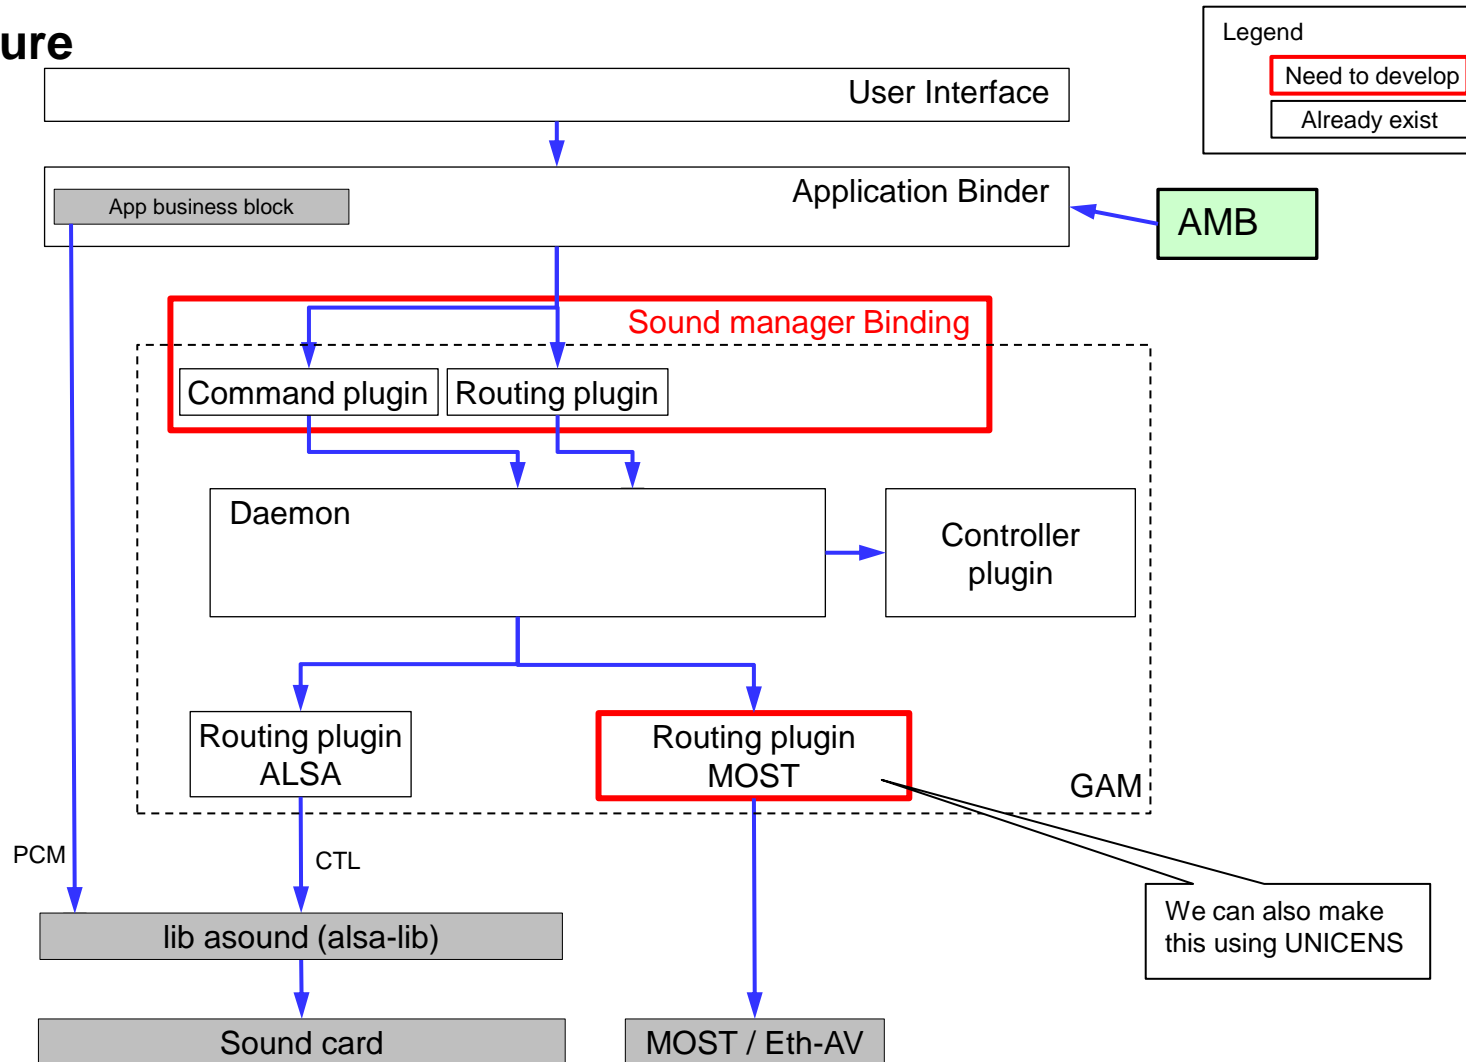 ure
Legend
Need to develop
Already exist
User Interface
Application Binder
App business block
AMB
Sound manager Binding
Command plugin
Routing plugin
Daemon
Controller
plugin
Routing plugin
ALSA
Routing plugin
MOST
GAM
PCM
CTL
We can also make
this using UNICENS
lib asound (alsa-lib)
Sound card
MOST / Eth-AV